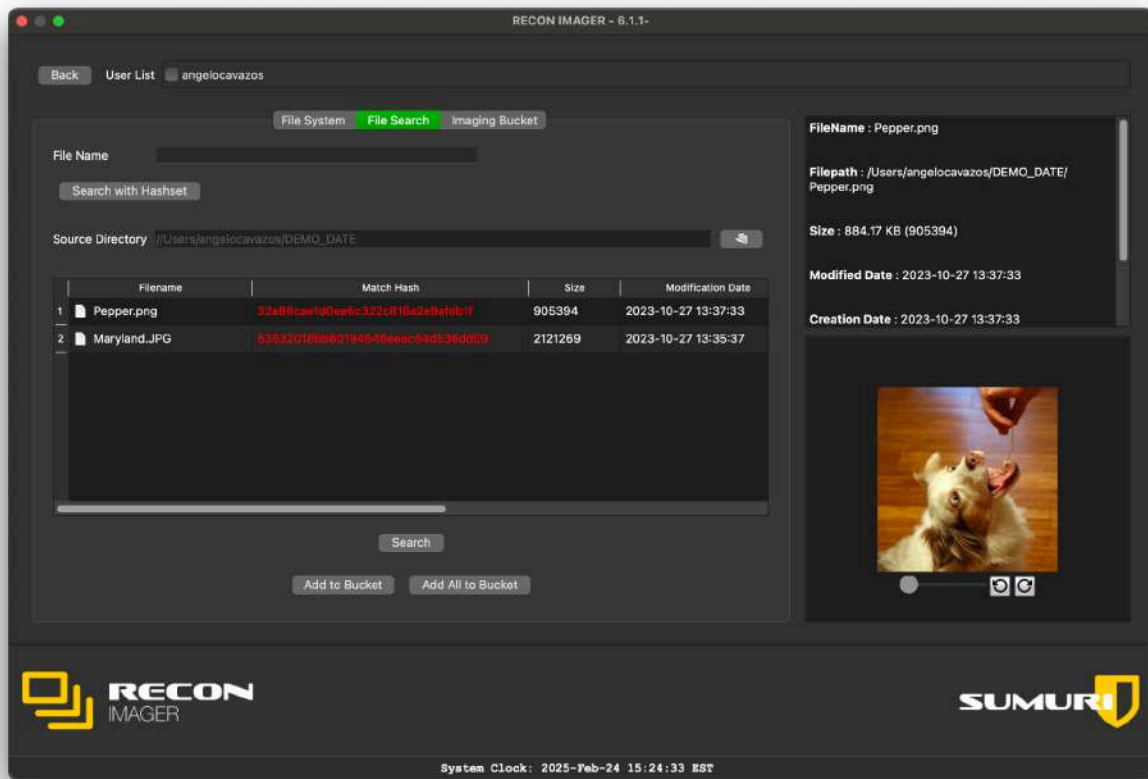 RECON IMAGER - 6.1.1-
Back User List angelocavazos
File System File Search Imaging Bucket
File Name
Search with Hashset
Source Directory //Users/angelocavazos/DEMO_DATE
Filename Match Hash Size Modification Date
1 Pepper.png 905394 2023-10-27 13:37:33
2 Maryland.JPG 2121269 2023-10-27 13:35:37
Search
Add to Bucket Add All to Bucket
FileName : Pepper.png
Filepath : /Users/angelocavazos/DEMO_DATE/
Pepper.png
Size : 884.17 KB (905394)
Modified Date : 2023-10-27 13:37:33
Creation Date : 2023-10-27 13:37:33
RECON
IMAGER
SUMURI
System Clock: 2025-Feb-24 15:24:33 EST